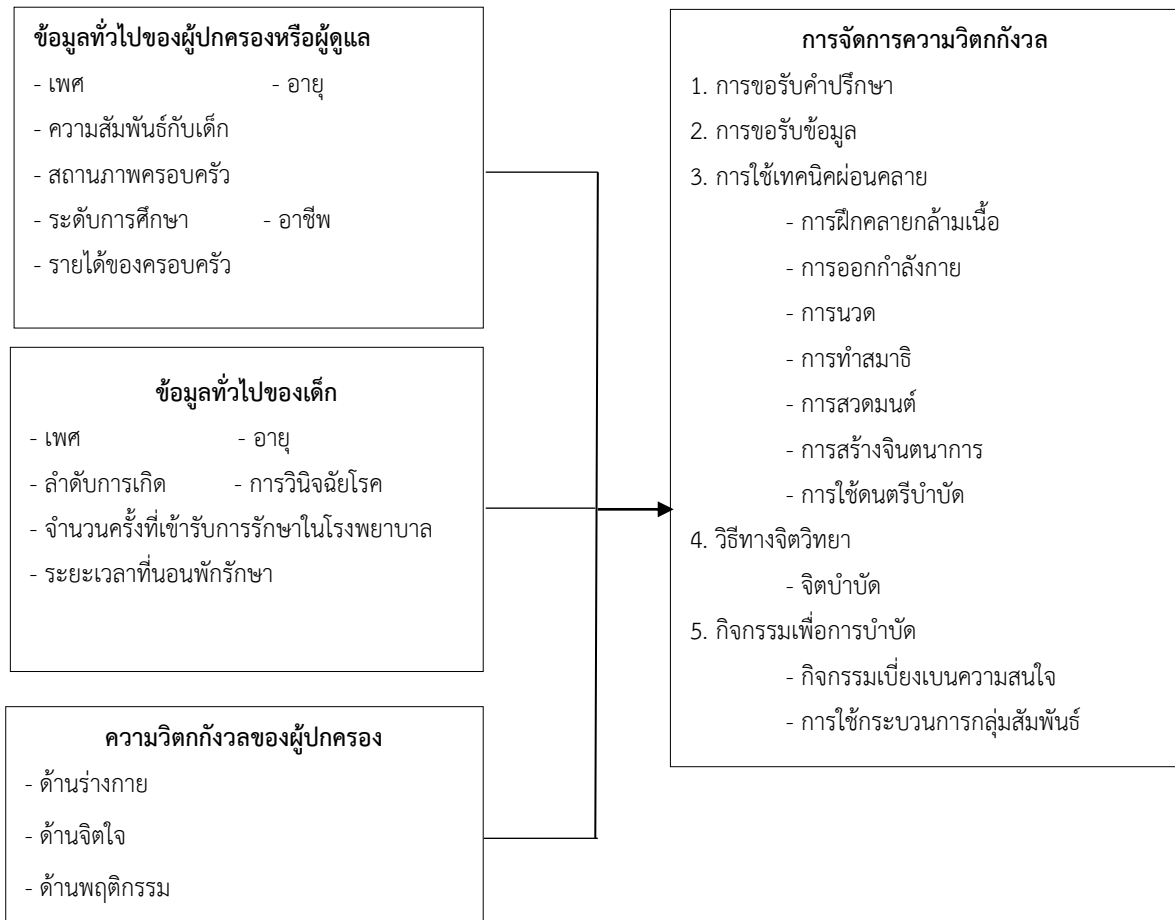 ข้อมูลทั่วไปของผู้ปกครองหรือผู้ดูแล
- เพศ - อายุ
- ความสัมพันธ์กับเด็ก
- สถานภาพครอบครัว
- ระดับการศึกษา - อาชีพ
- รายได้ของครอบครัว
ข้อมูลทั่วไปของเด็ก
- เพศ - อายุ
- ลำดับการเกิด - การวินิจฉัยโรค
- จำนวนครั้งที่เข้ารับการรักษาในโรงพยาบาล
- ระยะเวลาที่นอนพักรักษา
ความวิตกกังวลของผู้ปกครอง
- ด้านร่างกาย
- ด้านจิตใจ
- ด้านพฤติกรรม
การจัดการความวิตกกังวล
1. การขอรับคำปรึกษา
2. การขอรับข้อมูล
3. การใช้เทคนิคผ่อนคลาย
- การฝึกคลายกล้ามเนื้อ
- การออกกำลังกาย
- การนวด
- การทำสมาธิ
- การสวดมนต์
- การสร้างจินตนาการ
- การใช้ดนตรีบำบัด
4. วิธีทางจิตวิทยา
- จิตบำบัด
5. กิจกรรมเพื่อการบำบัด
- กิจกรรมเบี่ยงเบนความสนใจ
- การใช้กระบวนการกลุ่มสัมพันธ์